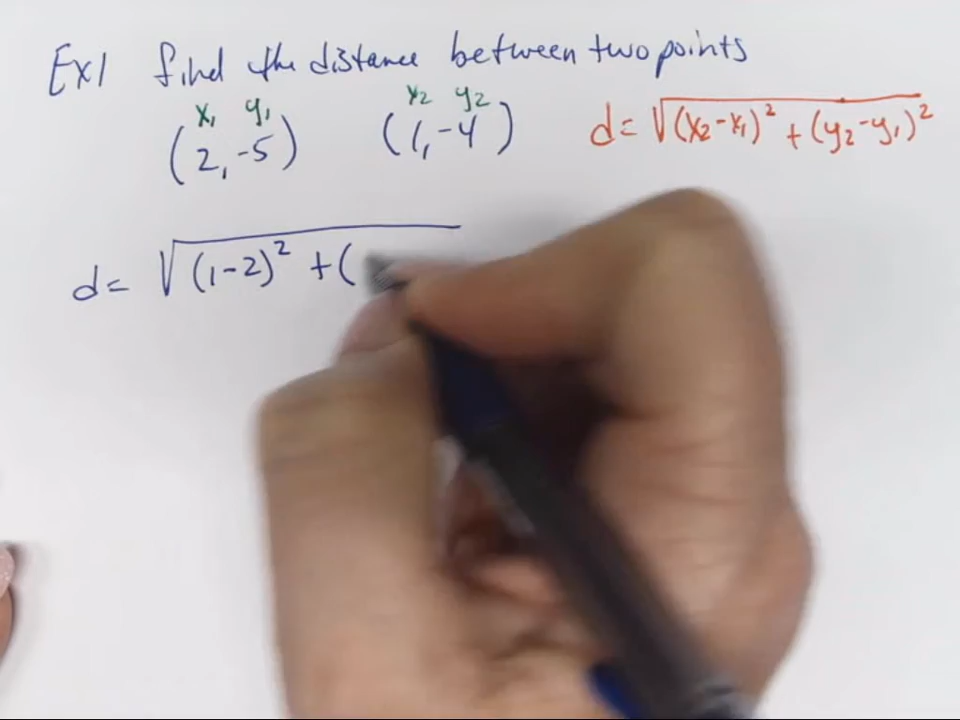 Ex1 find the distance between two points
x₁ y₁ x₂ y₂
(2, -5) (1, -4) d= √(x₂-x₁)² + (y₂-y₁)²
d= √(1-2)² + (